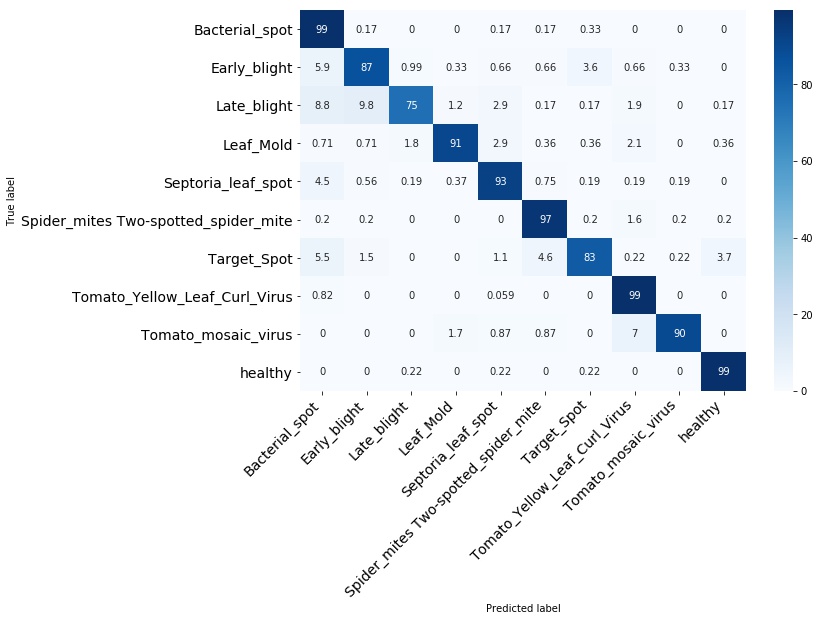 Bacterial_spot 99 0.17 0 0 0.17 0.17 0.33 0 0 0
Early_blight 5.9 87 0.99 0.33 0.66 0.66 3.6 0.66 0.33 0
Late_blight 8.8 9.8 75 1.2 2.9 0.17 0.17 1.9 0 0.17
Leaf_Mold 0.71 0.71 1.8 91 2.9 0.36 0.36 2.1 0 0.36
Septoria_leaf_spot 4.5 0.56 0.19 0.37 93 0.75 0.19 0.19 0.19 0
Spider_mites Two-spotted_spider_mite 0.2 0.2 0 0 0 97 0.2 1.6 0.2 0.2
Target_Spot 5.5 1.5 0 0 1.1 4.6 83 0.22 0.22 3.7
Tomato_Yellow_Leaf_Curl_Virus 0.82 0 0 0 0.059 0 0 99 0 0
Tomato_mosaic_virus 0 0 0 1.7 0.87 0.87 0 7 90 0
healthy 0 0 0.22 0 0.22 0 0.22 0 0 99
True label
Bacterial_spot
Early_blight
Late_blight
Leaf_Mold
Septoria_leaf_spot
Spider_mites Two-spotted_spider_mite
Target_Spot
Tomato_Yellow_Leaf_Curl_Virus
Tomato_mosaic_virus
healthy
Predicted label
80
60
40
20
0